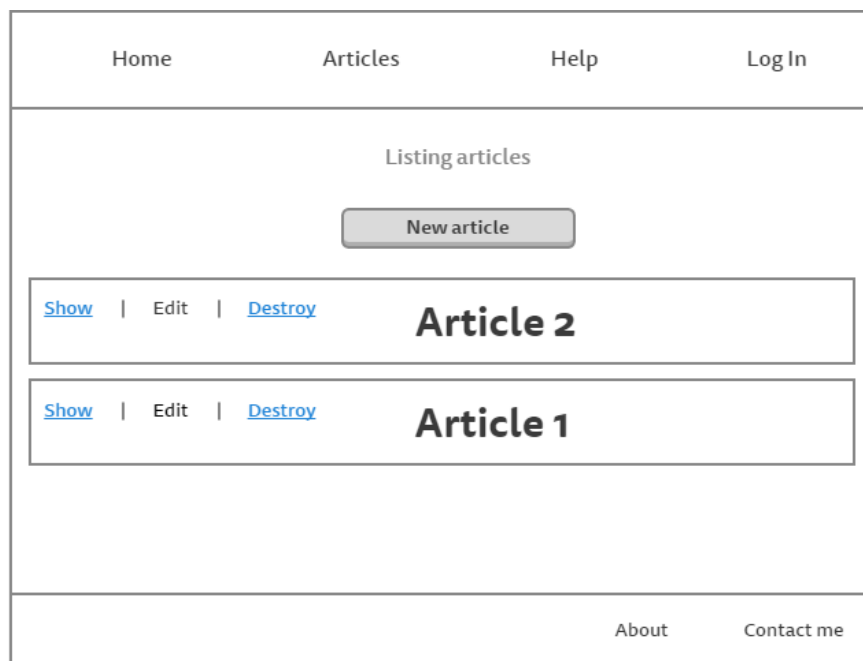 Home Articles Help Log In
Listing articles
New article
Show | Edit | Destroy Article 2
Show | Edit | Destroy Article 1
About Contact me